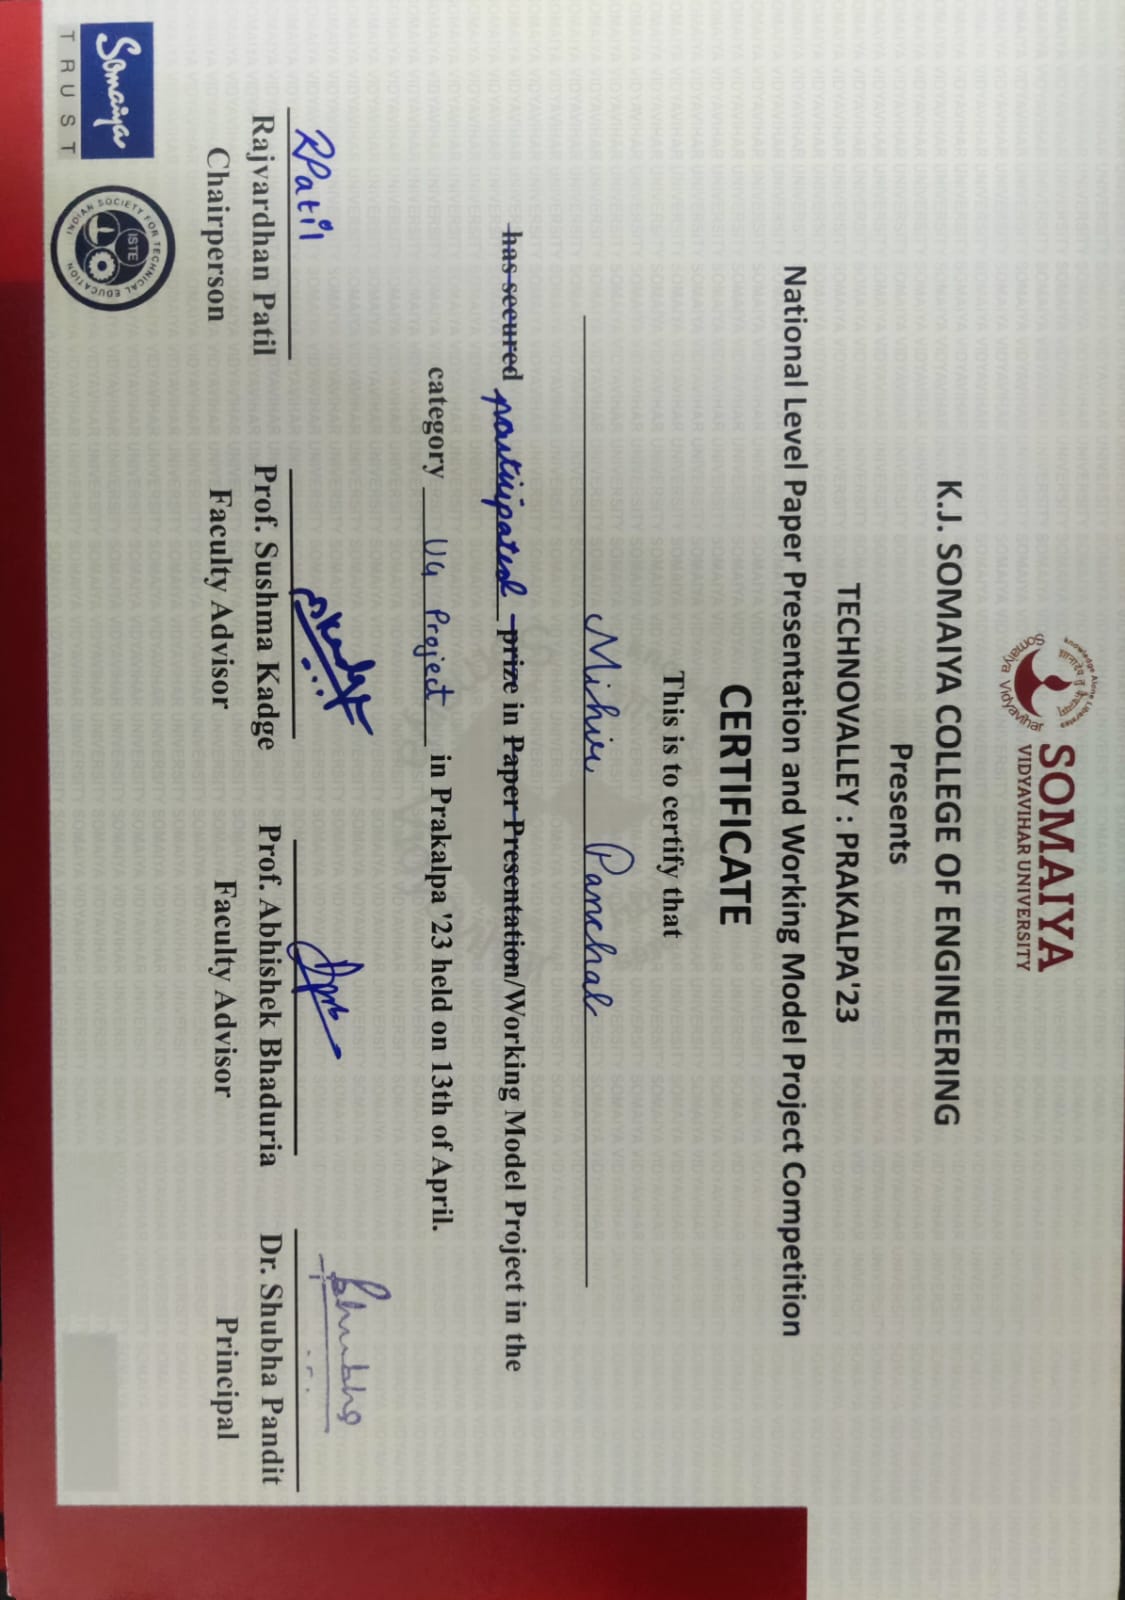 Knowledge Alone Liberates
Somaiya Vidyavihar
SOMAIYA
VIDYAVIHAR UNIVERSITY
K.J. SOMAIYA COLLEGE OF ENGINEERING
Presents
TECHNOVALLEY : PRAKALPA'23
National Level Paper Presentation and Working Model Project Competition
CERTIFICATE
This is to certify that
Mihir Panchal
has secured participated prize in Paper Presentation/Working Model Project in the
category UG Project in Prakalpa '23 held on 13th of April.
RPatil
skadge
Shubha
Rajvardhan Patil
Chairperson
Prof. Sushma Kadge
Faculty Advisor
Prof. Abhishek Bhaduria
Faculty Advisor
Dr. Shubha Pandit
Principal
Somaiya
TRUST
INDIAN SOCIETY FOR TECHNICAL EDUCATION
ISTE